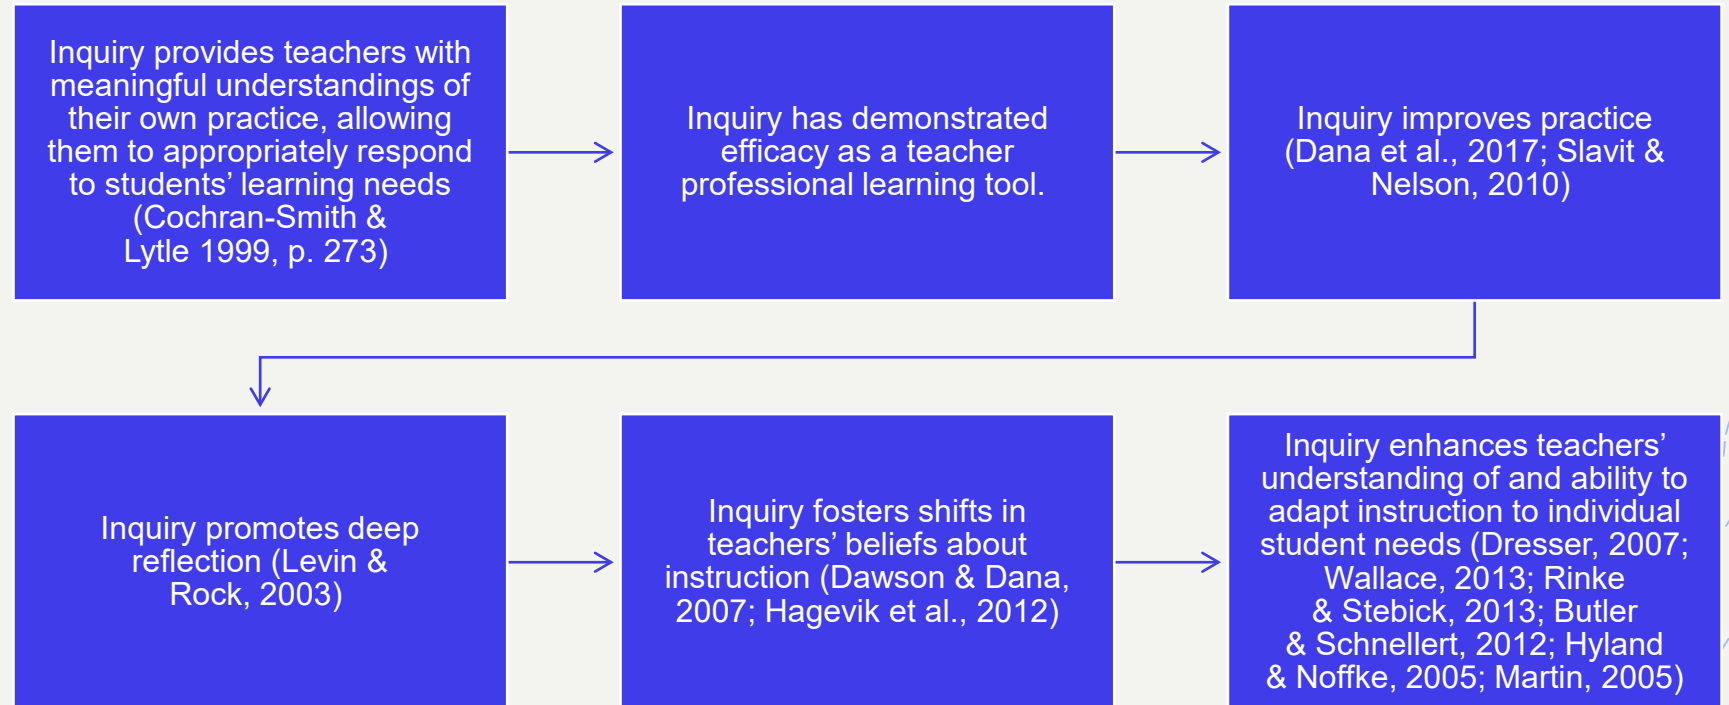 Inquiry provides teachers with
meaningful understandings of
their own practice, allowing
them to appropriately respond
to students’ learning needs
(Cochran-Smith &
Lytle 1999, p. 273)
Inquiry has demonstrated
efficacy as a teacher
professional learning tool.
Inquiry improves practice
(Dana et al., 2017; Slavit &
Nelson, 2010)
Inquiry promotes deep
reflection (Levin &
Rock, 2003)
Inquiry fosters shifts in
teachers’ beliefs about
instruction (Dawson & Dana,
2007; Hagevik et al., 2012)
Inquiry enhances teachers’
understanding of and ability to
adapt instruction to individual
student needs (Dresser, 2007;
Wallace, 2013; Rinke
& Stebick, 2013; Butler
& Schnellert, 2012; Hyland
& Noffke, 2005; Martin, 2005)